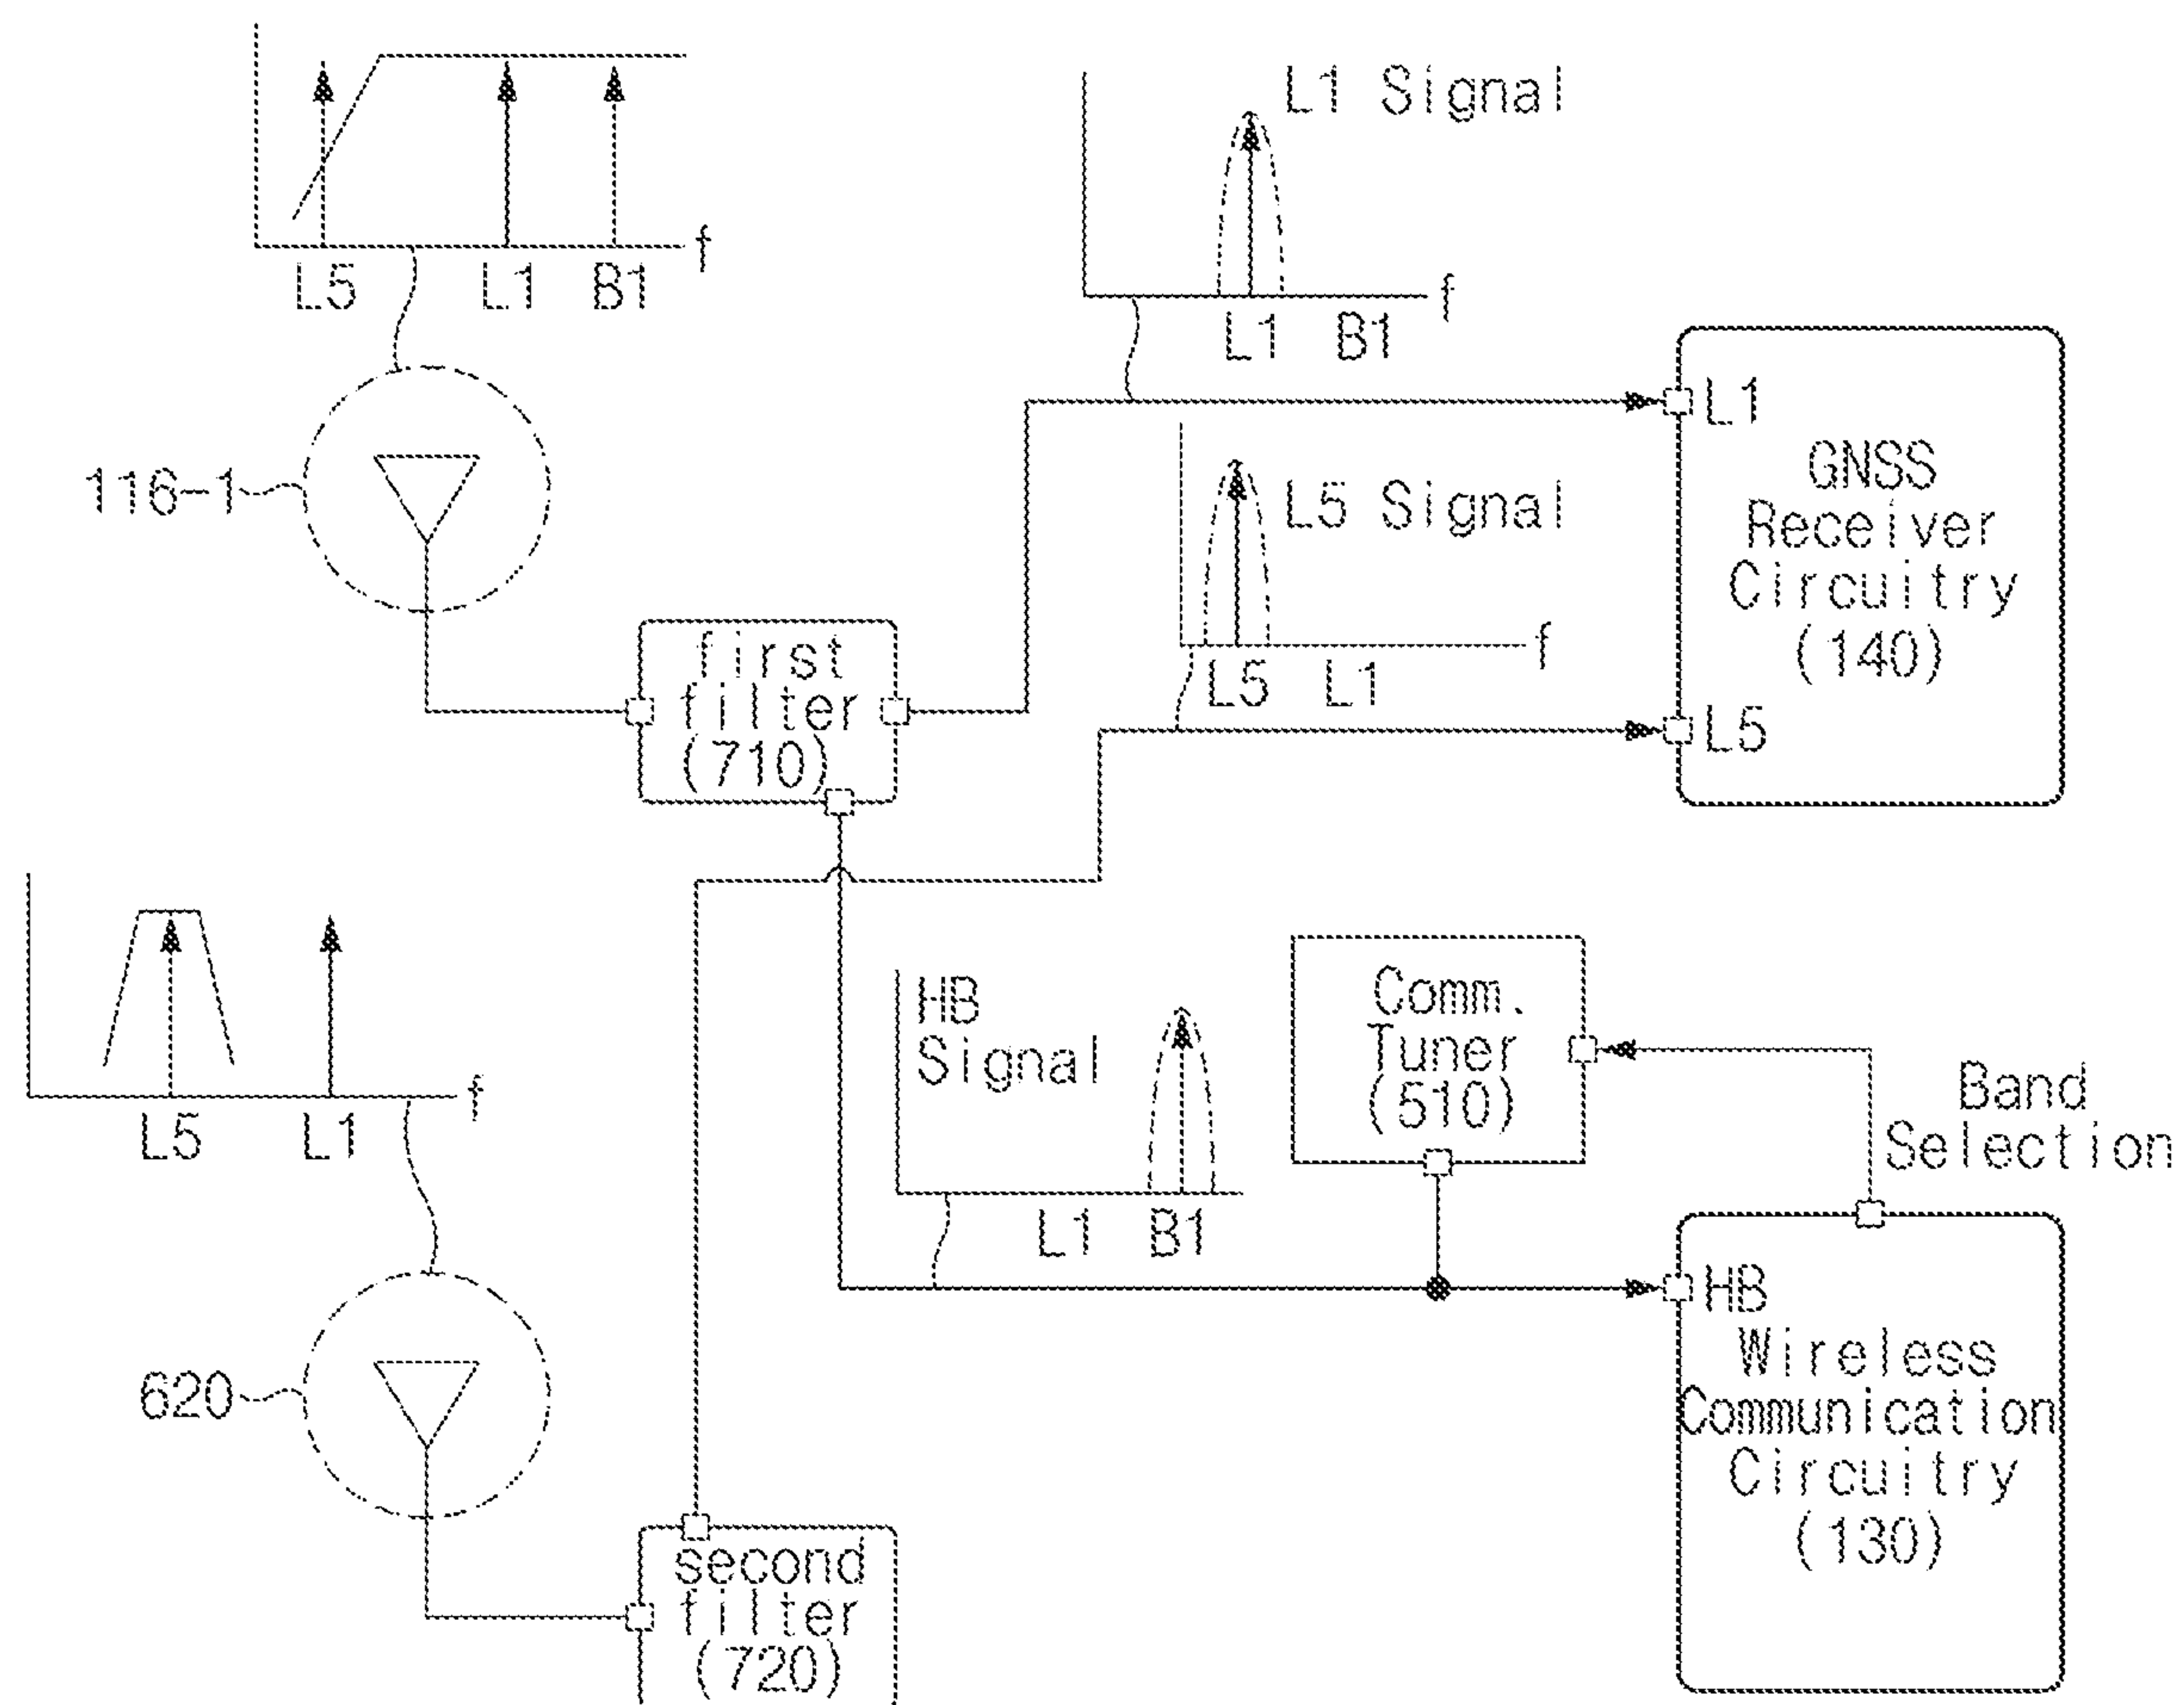 f
L5 L1 B1
116-1
L1 Signal
f
L1 B1
L5 Signal
f
L5 L1
L1
GNSS
Receiver
Circuitry
(140)
L5
first
filter
(710)
f
L5 L1
HB
Signal
L1 B1
Comm.
Tuner
(510)
Band
Selection
620
HB
Wireless
Communication
Circuitry
(130)
second
filter
(720)